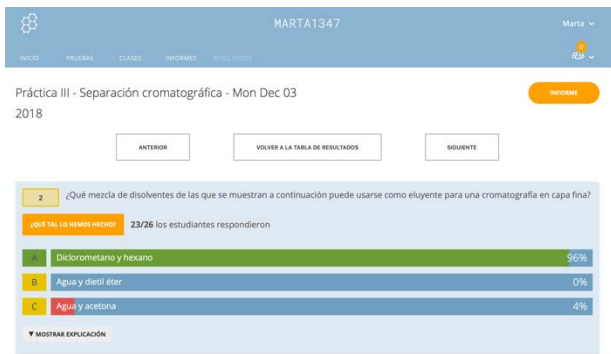 MARTA1347
Marta
INICIO PRUEBAS CLASES INFORMES RESULTADOS
0
Práctica III - Separación cromatográfica - Mon Dec 03
2018
INFORME
ANTERIOR
VOLVER A LA TABLA DE RESULTADOS
SIGUIENTE
2 ¿Qué mezcla de disolventes de las que se muestran a continuación puede usarse como eluyente para una cromatografía en capa fina?
¿QUÉ TAL LO HEMOS HECHO? 23/26 los estudiantes respondieron
A Diclorometano y hexano 96%
B Agua y dietil éter 0%
C Agua y acetona 4%
▼ MOSTRAR EXPLICACIÓN